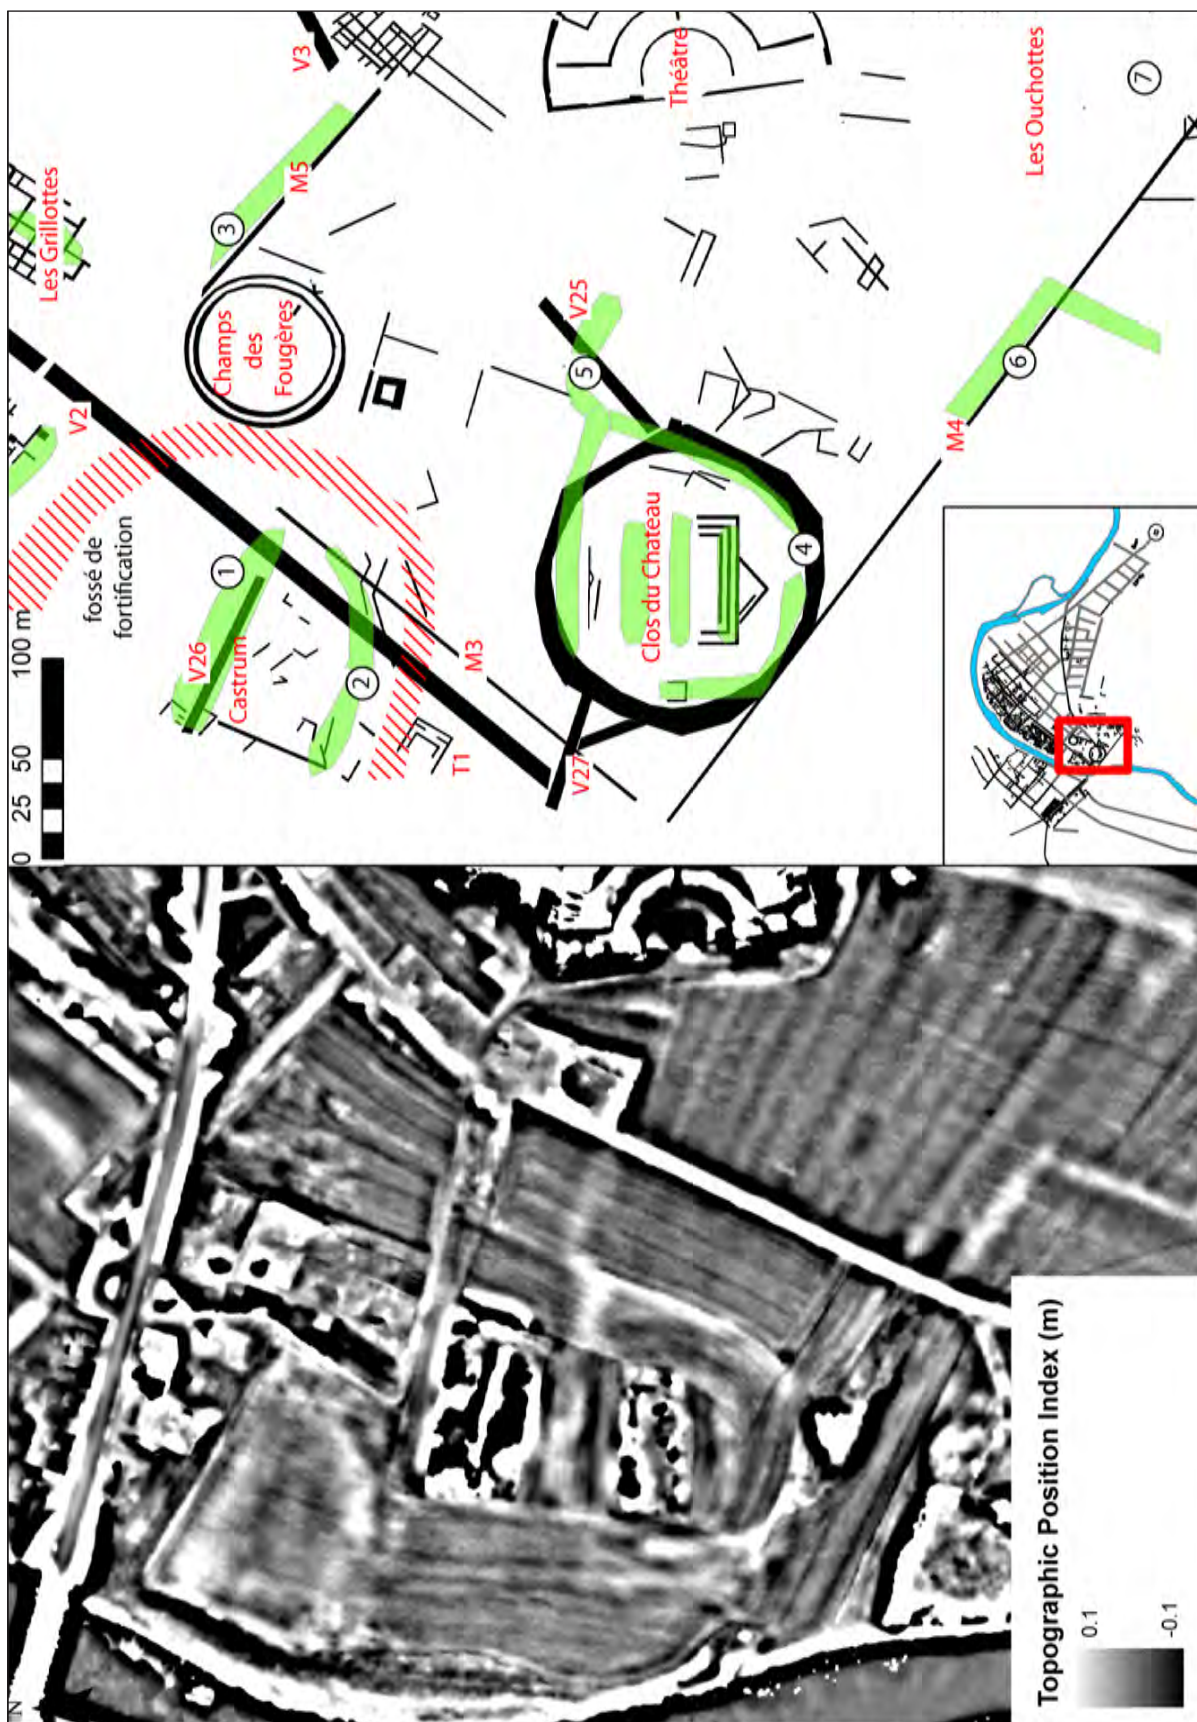 N
Topographic Position Index (m)
0.1
-0.1
0 25 50 100 m
fossé de
fortification
V2
Les Grillottes
V3
M5
3
Champs
des
Fougères
1
V26
Castrum
2
T1
M3
V27
V25
5
Clos du Chateau
4
Théâtre
Les Ouchottes
7
6
M4